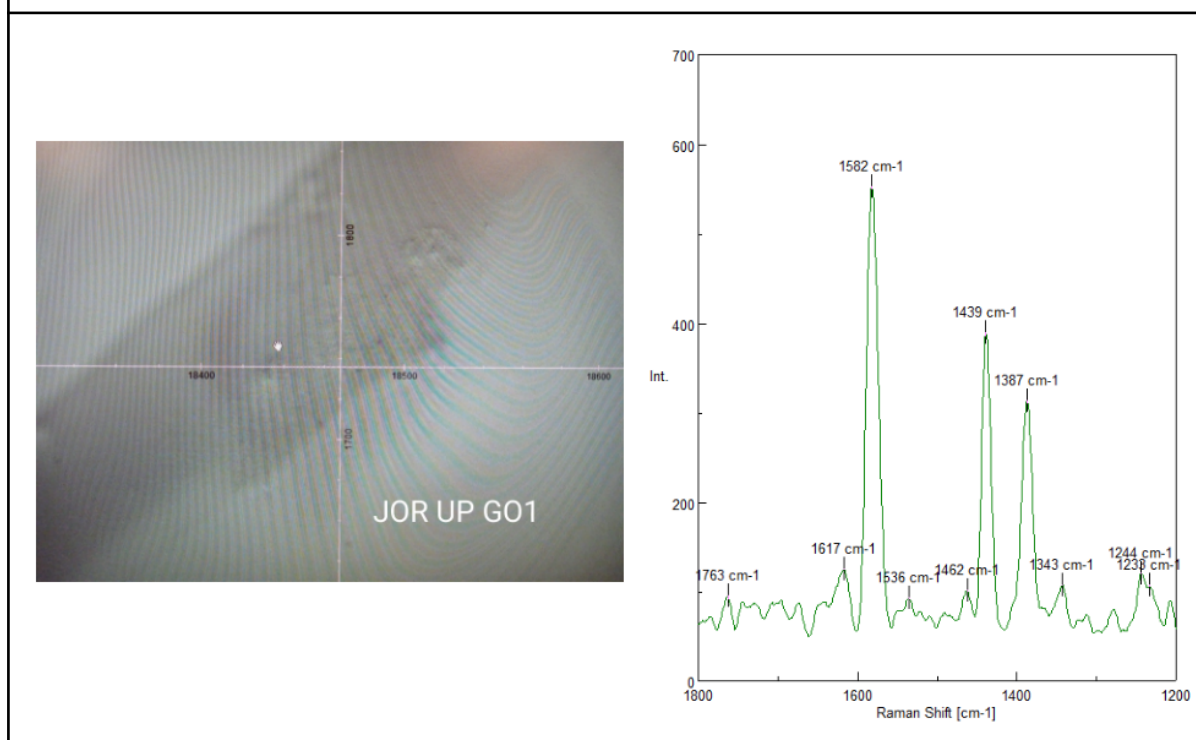 1600
18400
18500
18600
1700
JOR UP GO1
700
600
400
200
0
Int.
1763 cm-1
1617 cm-1
1582 cm-1
1536 cm-1
1462 cm-1
1439 cm-1
1387 cm-1
1343 cm-1
1244 cm-1
1233 cm-1
1800
1600
1400
1200
Raman Shift [cm-1]